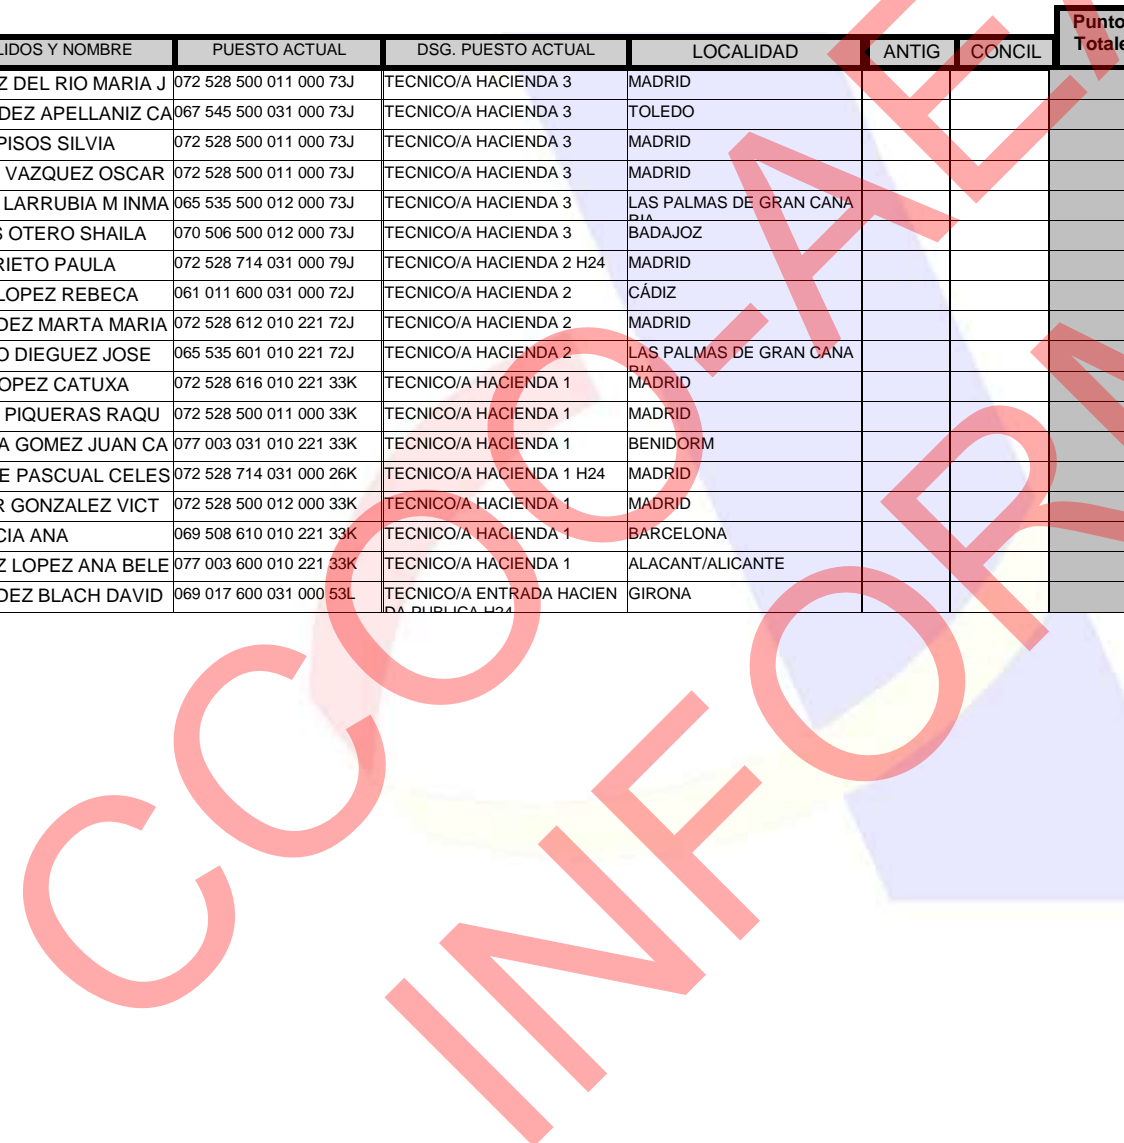 Punto
LIDOS Y NOMBRE PUESTO ACTUAL DSG. PUESTO ACTUAL LOCALIDAD ANTIG CONCIL Totale
Z DEL RIO MARIA J 072 528 500 011 000 73J TECNICO/A HACIENDA 3 MADRID
DEZ APELLANIZ CA 067 545 500 031 000 73J TECNICO/A HACIENDA 3 TOLEDO
PISOS SILVIA 072 528 500 011 000 73J TECNICO/A HACIENDA 3 MADRID
VAZQUEZ OSCAR 072 528 500 011 000 73J TECNICO/A HACIENDA 3 MADRID
LARRUBIA M INMA 065 535 500 012 000 73J TECNICO/A HACIENDA 3 LAS PALMAS DE GRAN CANA
RIA
S OTERO SHAILA 070 506 500 012 000 73J TECNICO/A HACIENDA 3 BADAJOZ
RIETO PAULA 072 528 714 031 000 79J TECNICO/A HACIENDA 2 H24 MADRID
LOPEZ REBECA 061 011 600 031 000 72J TECNICO/A HACIENDA 2 CÁDIZ
DEZ MARTA MARIA 072 528 612 010 221 72J TECNICO/A HACIENDA 2 MADRID
O DIEGUEZ JOSE 065 535 601 010 221 72J TECNICO/A HACIENDA 2 LAS PALMAS DE GRAN CANA
RIA
OPEZ CATUXA 072 528 616 010 221 33K TECNICO/A HACIENDA 1 MADRID
PIQUERAS RAQU 072 528 500 011 000 33K TECNICO/A HACIENDA 1 MADRID
A GOMEZ JUAN CA 077 003 031 010 221 33K TECNICO/A HACIENDA 1 BENIDORM
E PASCUAL CELES 072 528 714 031 000 26K TECNICO/A HACIENDA 1 H24 MADRID
R GONZALEZ VICT 072 528 500 012 000 33K TECNICO/A HACIENDA 1 MADRID
CIA ANA 069 508 610 010 221 33K TECNICO/A HACIENDA 1 BARCELONA
Z LOPEZ ANA BELE 077 003 600 010 221 33K TECNICO/A HACIENDA 1 ALACANT/ALICANTE
DEZ BLACH DAVID 069 017 600 031 000 53L TECNICO/A ENTRADA HACIEN GIRONA
DA PUBLICA H24
CCOO-AE
INFORM